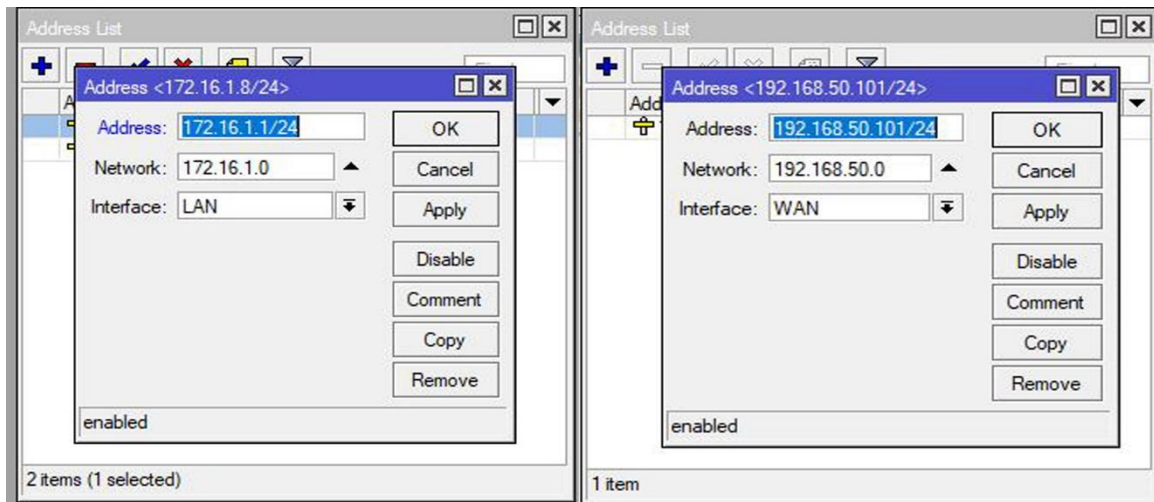 Address List
Address <172.16.1.8/24>
Address: 172.16.1.1/24
OK
Network: 172.16.1.0
Cancel
Interface: LAN
Apply
Disable
Comment
Copy
Remove
enabled
2 items (1 selected)
Address List
Add
Address <192.168.50.101/24>
Address: 192.168.50.101/24
OK
Network: 192.168.50.0
Cancel
Interface: WAN
Apply
Disable
Comment
Copy
Remove
enabled
1 item